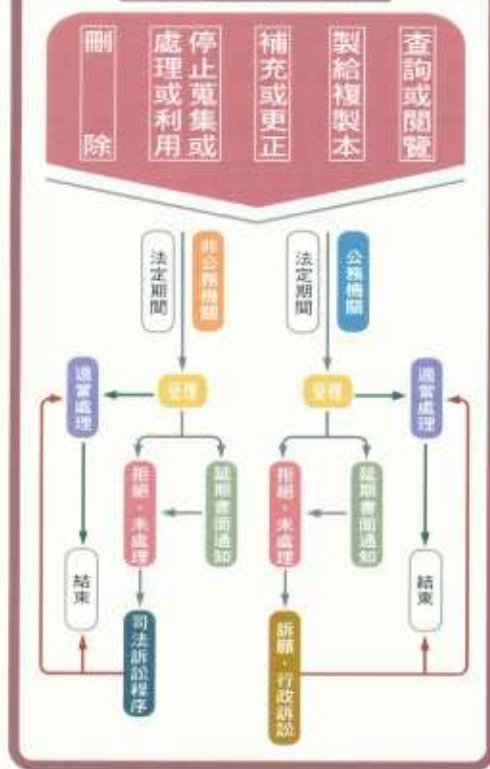 查詢或閱覽
製給複製本
補充或更正
停止蒐集或
處理或利用
刪除
公務機關
法定期間
受理
適當處理
延期書面通知
拒絕、未處理
結束
訴願、行政訴訟
非公務機關
法定期間
受理
適當處理
延期書面通知
拒絕、未處理
結束
司法訴訟程序